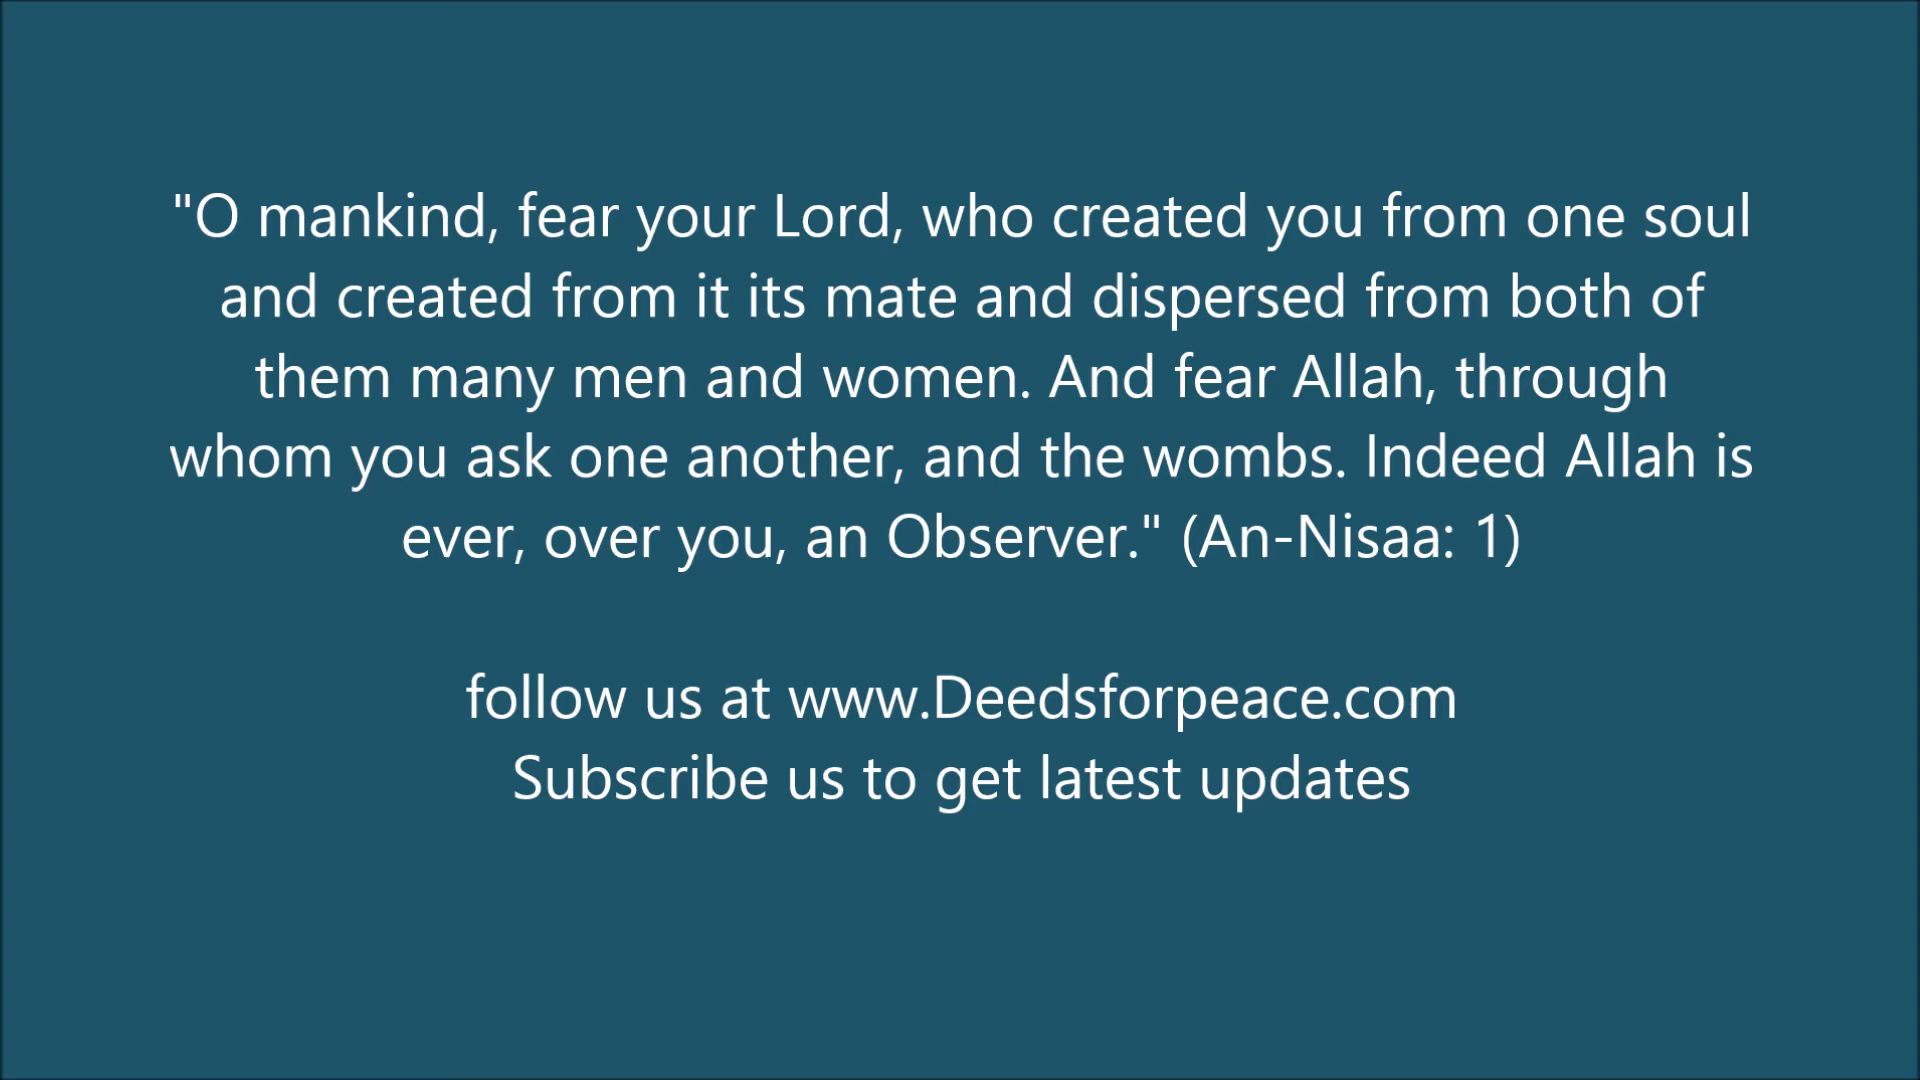 "O mankind, fear your Lord, who created you from one soul
and created from it its mate and dispersed from both of
them many men and women. And fear Allah, through
whom you ask one another, and the wombs. Indeed Allah is
ever, over you, an Observer." (An-Nisaa: 1)
follow us at www.Deedsforpeace.com
Subscribe us to get latest updates